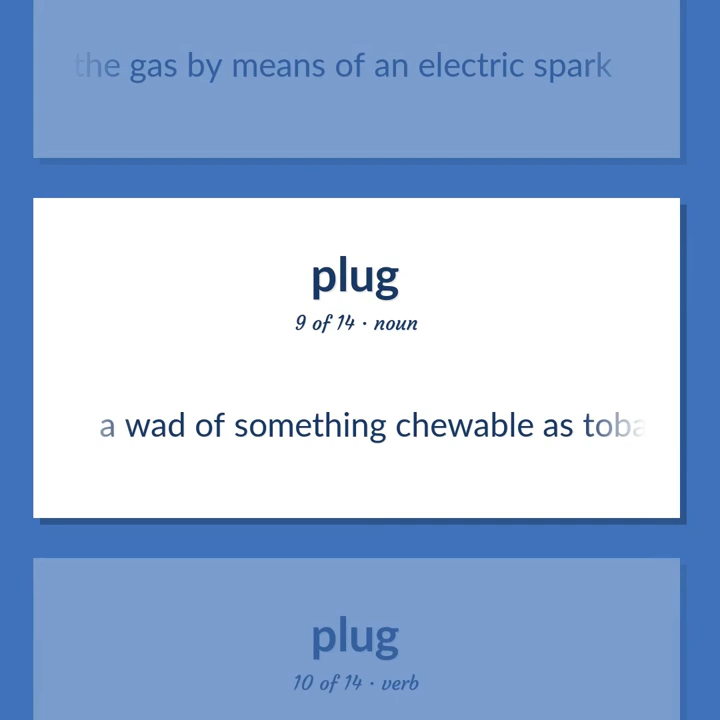 the gas by means of an electric spark
plug
9 of 14 · noun
a wad of something chewable as toba
plug
10 of 14 · verb